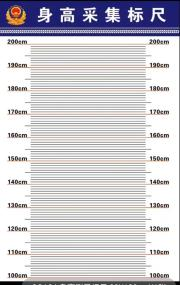 身高采集标尺
200cm 200cm
190cm 190cm
180cm 180cm
170cm 170cm
160cm 160cm
150cm 150cm
140cm 140cm
130cm 130cm
120cm 120cm
110cm 110cm
100cm 100cm